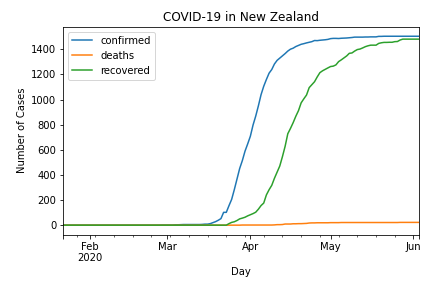 COVID-19 in New Zealand
confirmed
deaths
recovered
Number of Cases
1400
1200
1000
800
600
400
200
0
Feb
2020
Mar
Apr
May
Jun
Day